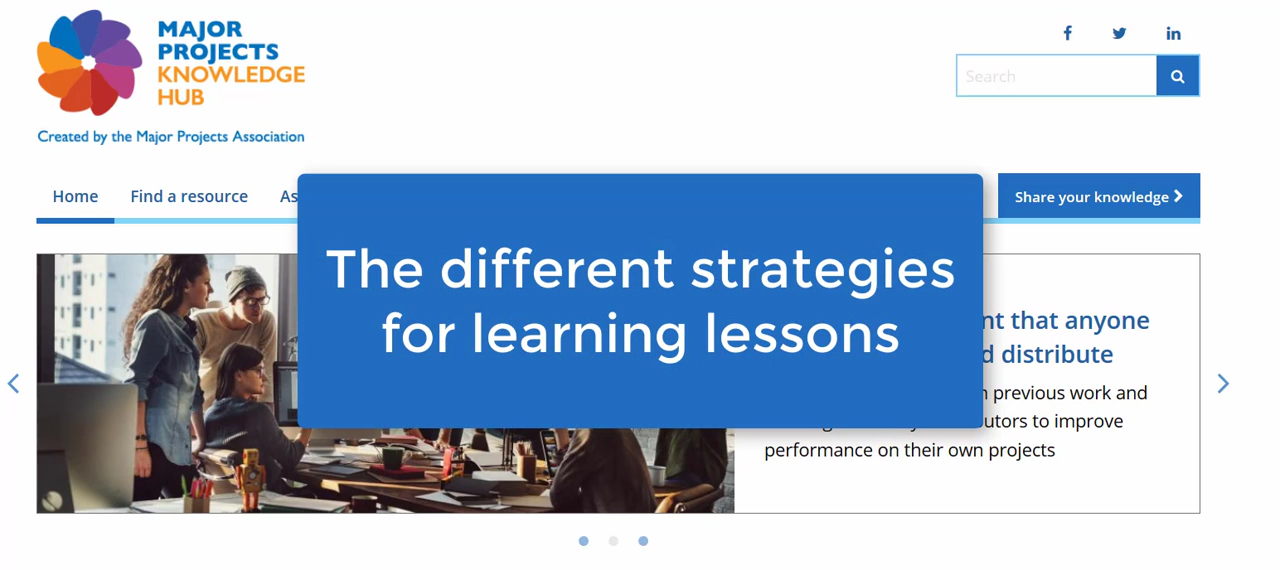 MAJOR
PROJECTS
KNOWLEDGE
HUB
Created by the Major Projects Association
Search
Home Find a resource As
Share your knowledge
The different strategies
for learning lessons
nt that anyone
d distribute
previous work and
utors to improve
performance on their own projects